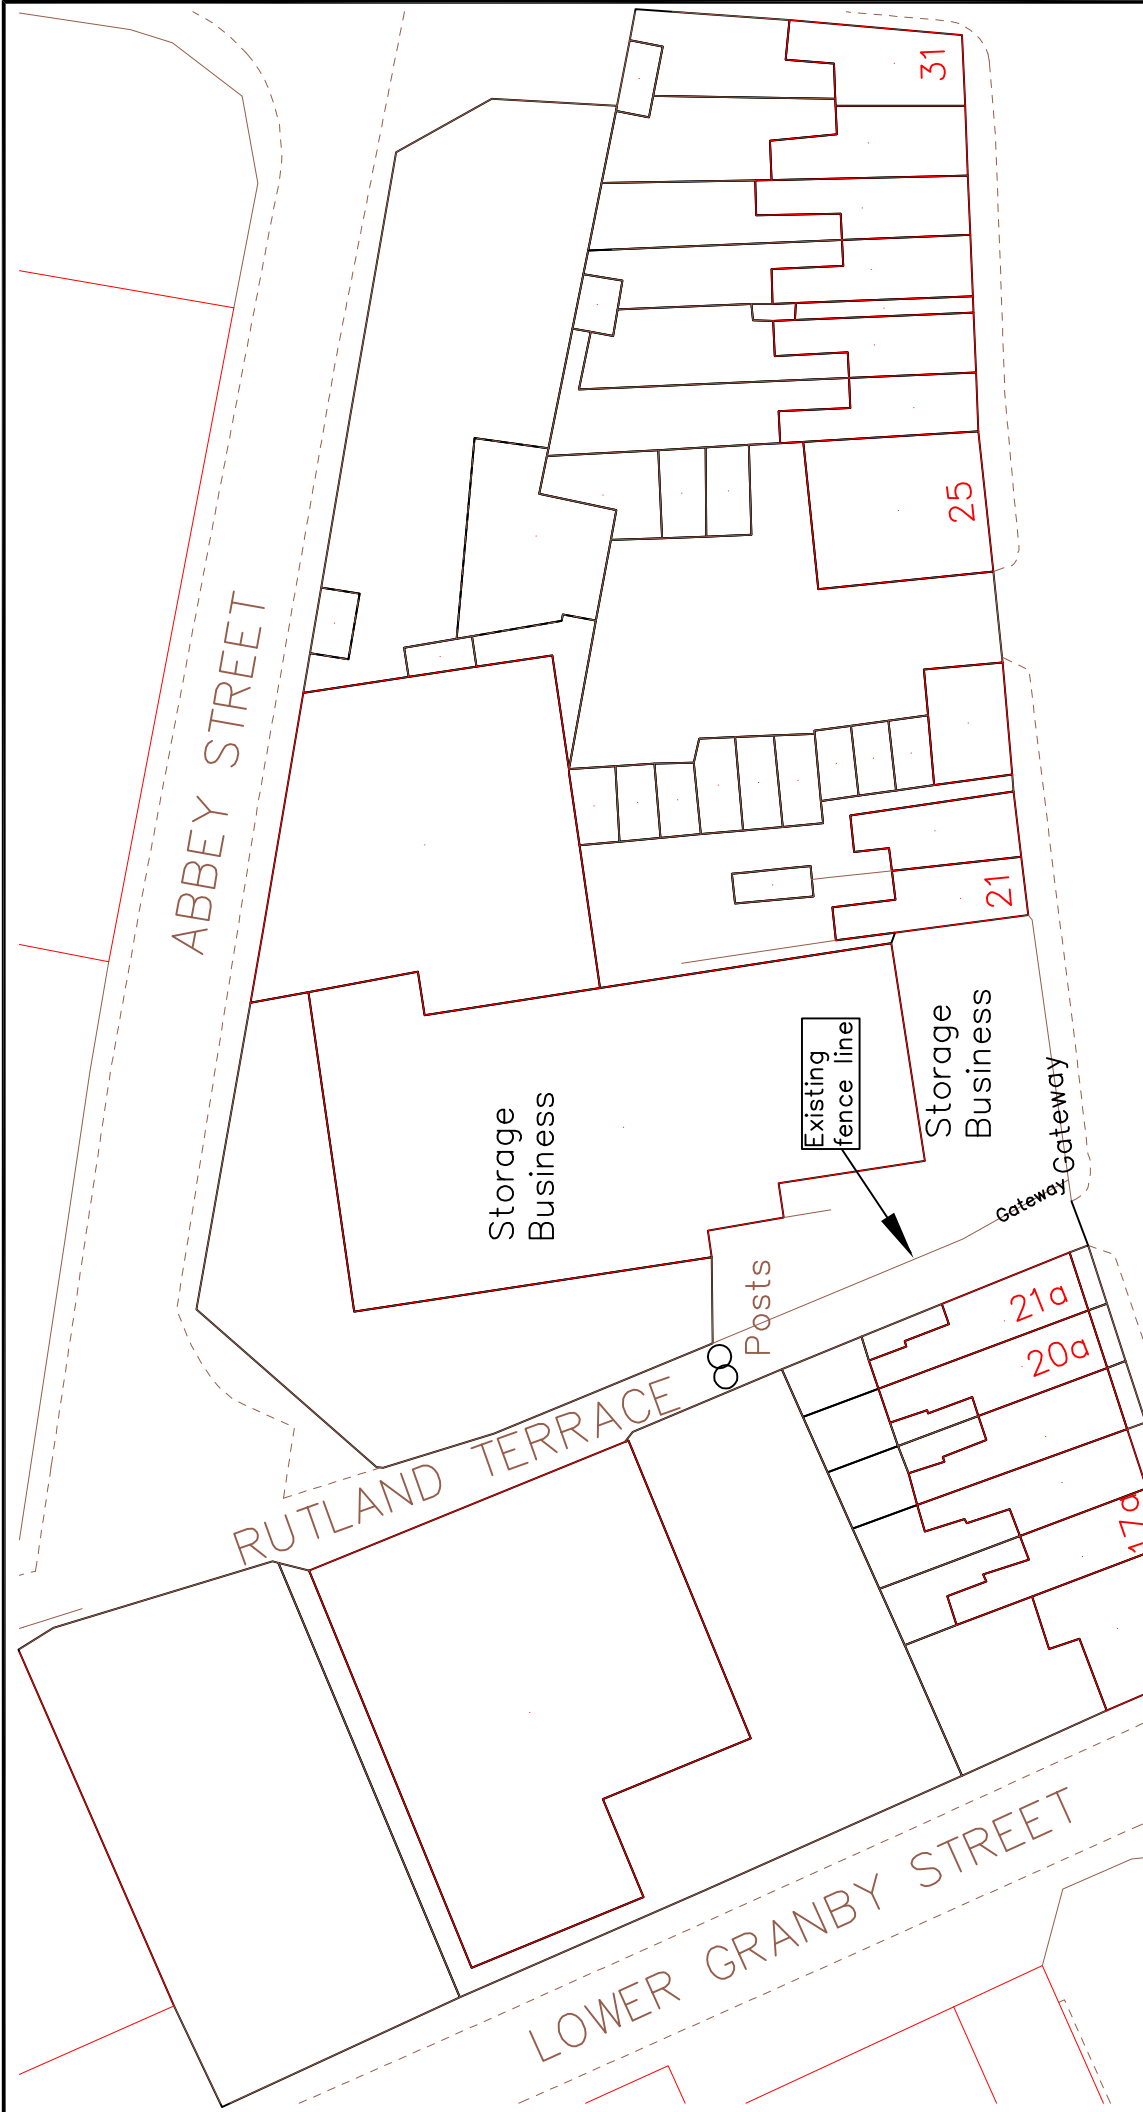 31
25
ABBEY STREET
21
Storage
Business
Storage
Business
Existing
fence line
Gateway
Gateway
Posts
21a
20a
17a
RUTLAND TERRACE
LOWER GRANBY STREET